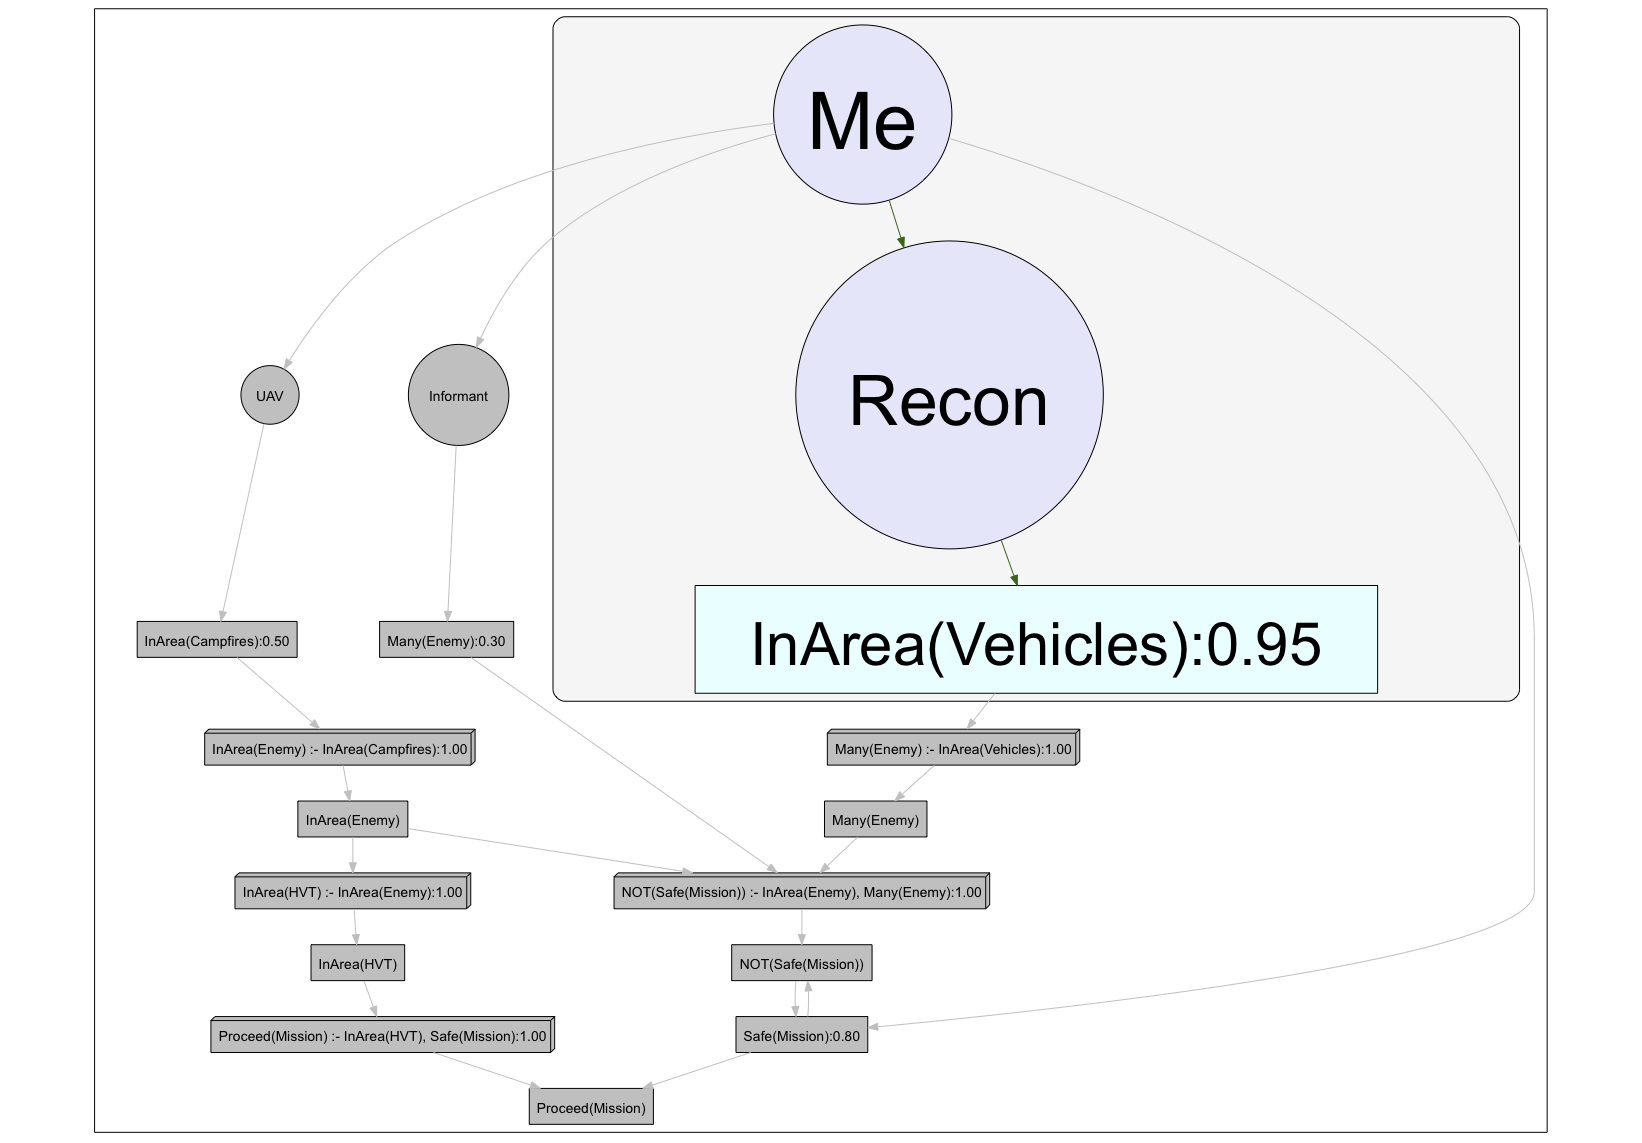 Me
Recon
UAV
Informant
InArea(Campfires):0.50
Many(Enemy):0.30
InArea(Vehicles):0.95
InArea(Enemy) :- InArea(Campfires):1.00
Many(Enemy) :- InArea(Vehicles):1.00
InArea(Enemy)
Many(Enemy)
InArea(HVT) :- InArea(Enemy):1.00
NOT(Safe(Mission)) :- InArea(Enemy), Many(Enemy):1.00
InArea(HVT)
NOT(Safe(Mission))
Proceed(Mission) :- InArea(HVT), Safe(Mission):1.00
Safe(Mission):0.80
Proceed(Mission)